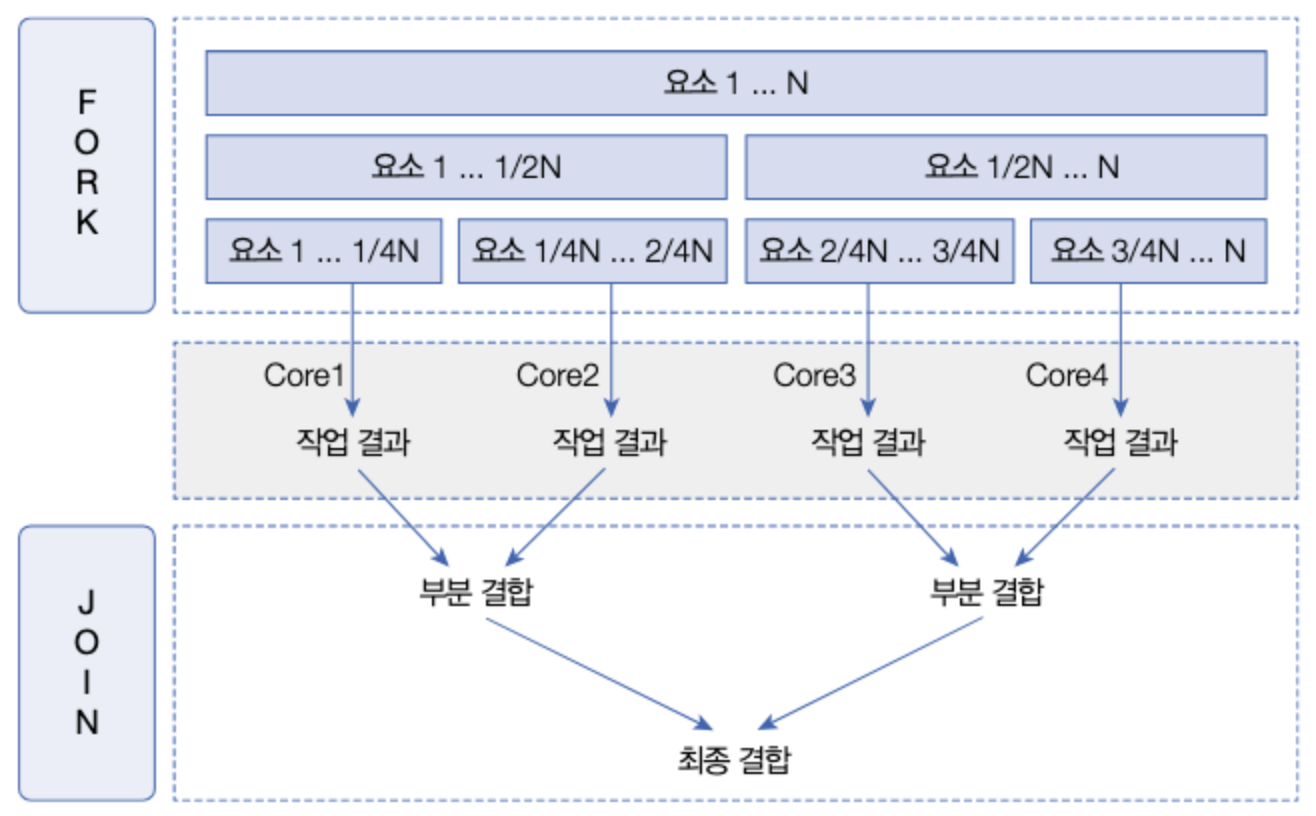 FORK
요소 1 ... N
요소 1 ... 1/2N
요소 1/2N ... N
요소 1 ... 1/4N
요소 1/4N ... 2/4N
요소 2/4N ... 3/4N
요소 3/4N ... N
Core1
Core2
Core3
Core4
작업 결과
작업 결과
작업 결과
작업 결과
JOIN
부분 결합
부분 결합
최종 결합